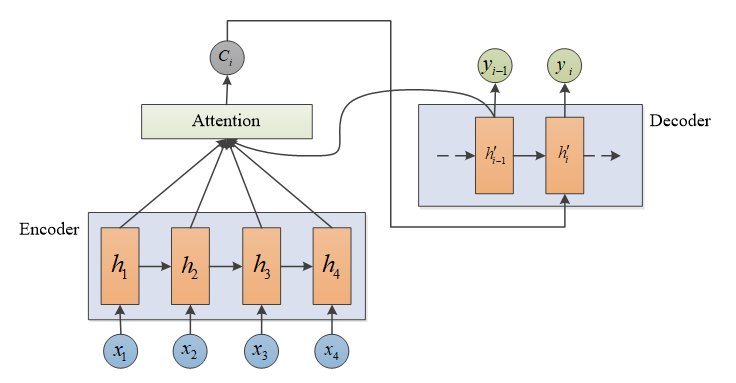 C_i
y_{i-1}
y_i
Attention
Decoder
h'_{i-1}
h'_i
Encoder
h_1
h_2
h_3
h_4
x_1
x_2
x_3
x_4